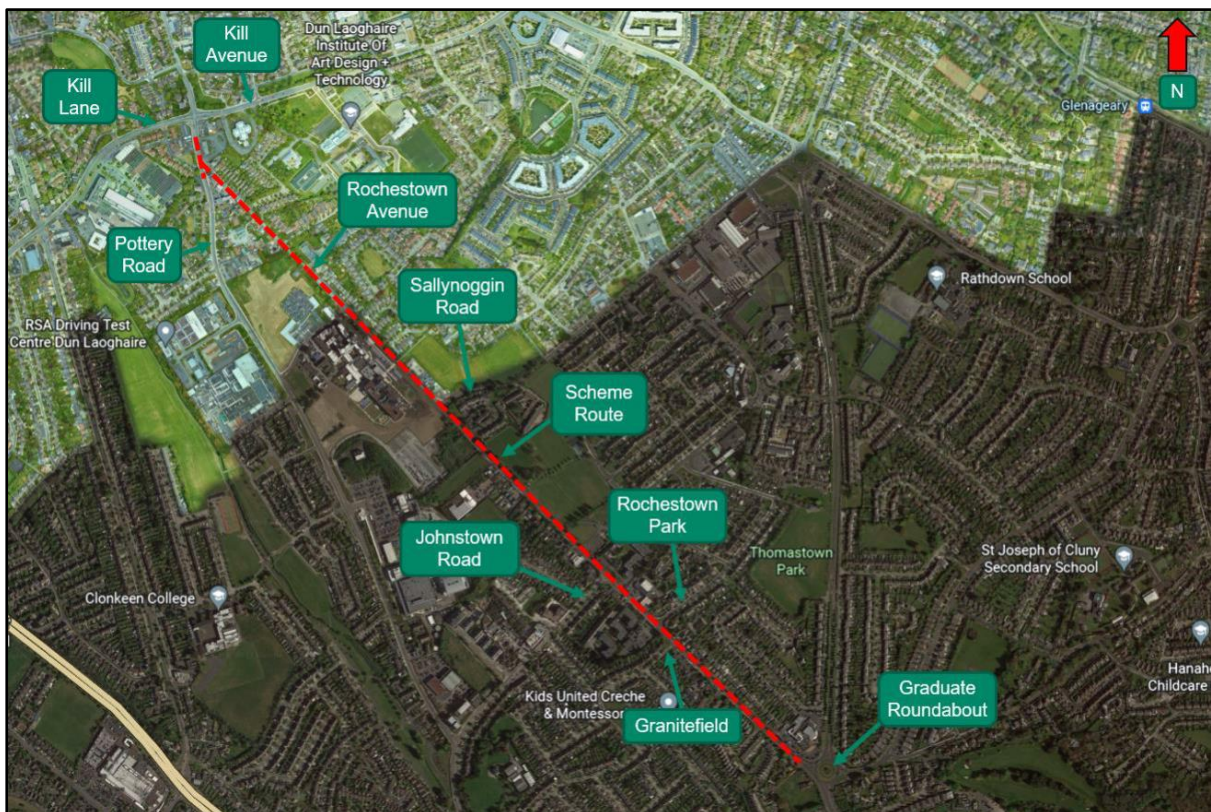 Kill
Avenue
Dun Laoghaire
Institute Of
Art Design +
Technology
Kill
Lane
N
Glenageary
Rochestown
Avenue
Pottery
Road
Sallynoggin
Road
Rathdown School
RSA Driving Test
Centre Dun Laoghaire
Scheme
Route
Rochestown
Park
Johnstown
Road
Thomastown
Park
St Joseph of Cluny
Secondary School
Clonkeen College
Kids United Creche
& Montessor
Granitefield
Graduate
Roundabout
Hanah
Childcare